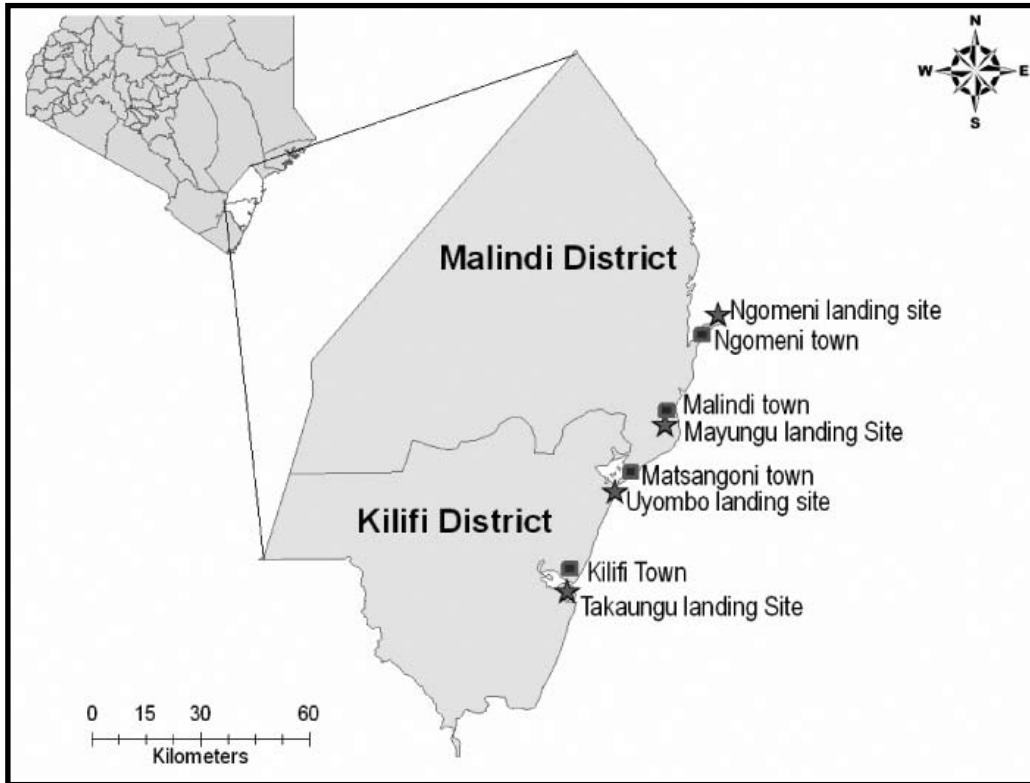 N
W E
S
Malindi District
Ngomeni landing site
Ngomeni town
Malindi town
Mayungu landing Site
Matsangoni town
Uyombo landing site
Kilifi District
Kilifi Town
Takaungu landing Site
0 15 30 60
Kilometers